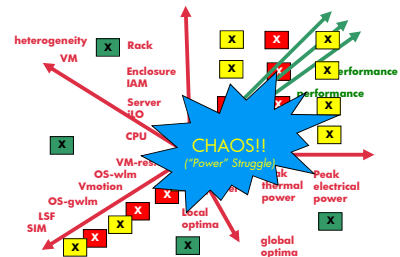 heterogeneity
VM
X
Rack
X
X
X
Enclosure
IAM
X
X
X
erformance
performance
Server
iLO
X
X
CPU
CHAOS!!
("Power" Struggle)
X
X
VM-res
OS-wlm
Vmotion
OS-gwlm
LSF
SIM
thermal
power
Peak
electrical
power
X
X
X
X
X
Local
optima
X
X
global
optima